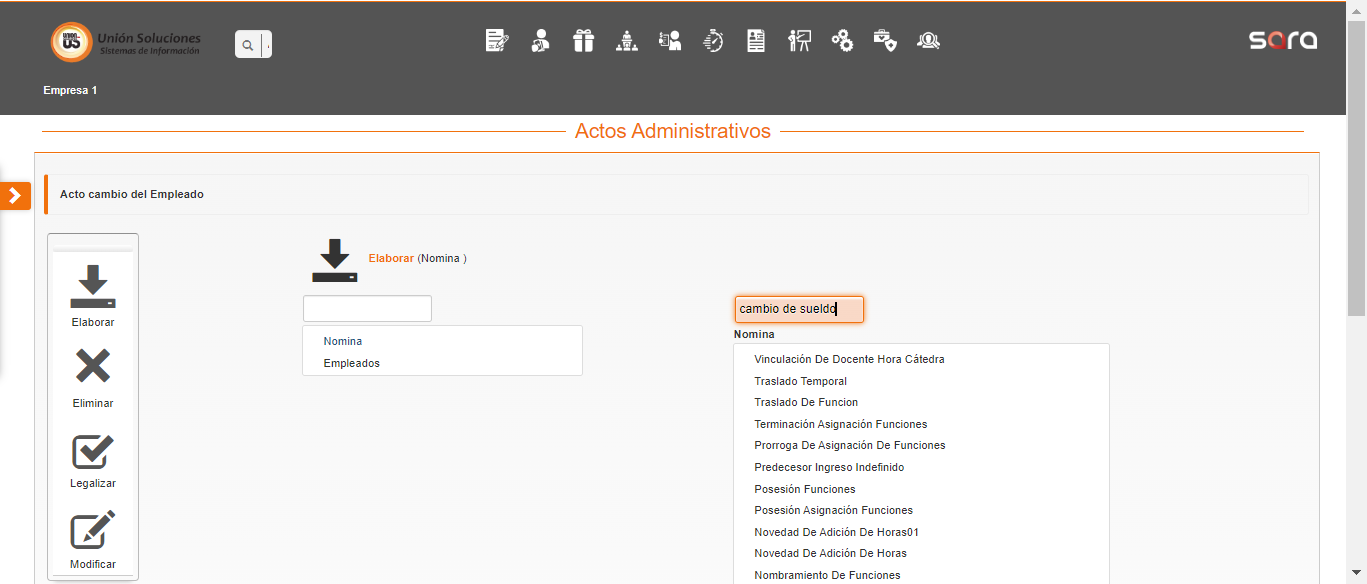 Unión Soluciones
Sistemas de Información
sara
Empresa 1
Actos Administrativos
Acto cambio del Empleado
Elaborar
Eliminar
Legalizar
Modificar
Elaborar (Nomina )
Nomina
Empleados
cambio de sueldo
Nomina
Vinculación De Docente Hora Cátedra
Traslado Temporal
Traslado De Funcion
Terminación Asignación Funciones
Prorroga De Asignación De Funciones
Predecesor Ingreso Indefinido
Posesión Funciones
Posesión Asignación Funciones
Novedad De Adición De Horas01
Novedad De Adición De Horas
Nombramiento De Funciones